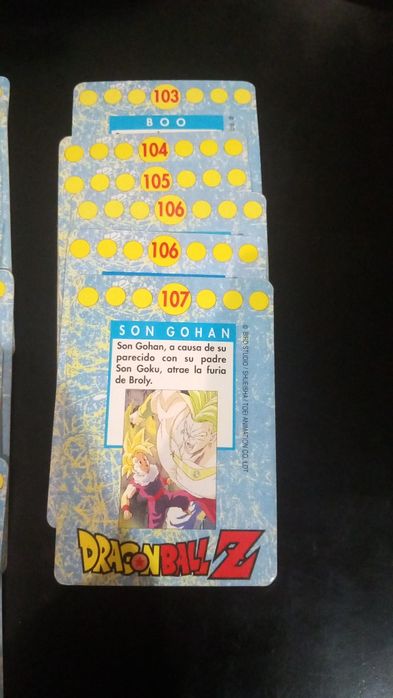 103
BOO
104
105
106
106
107
SON GOHAN
Son Gohan, a causa de su
parecido con su padre
Son Goku, atrae la furia
de Broly.
© BIRD STUDIO / SHUEISHA / TOEI ANIMATION CO. LDT
DRAGON BALL Z